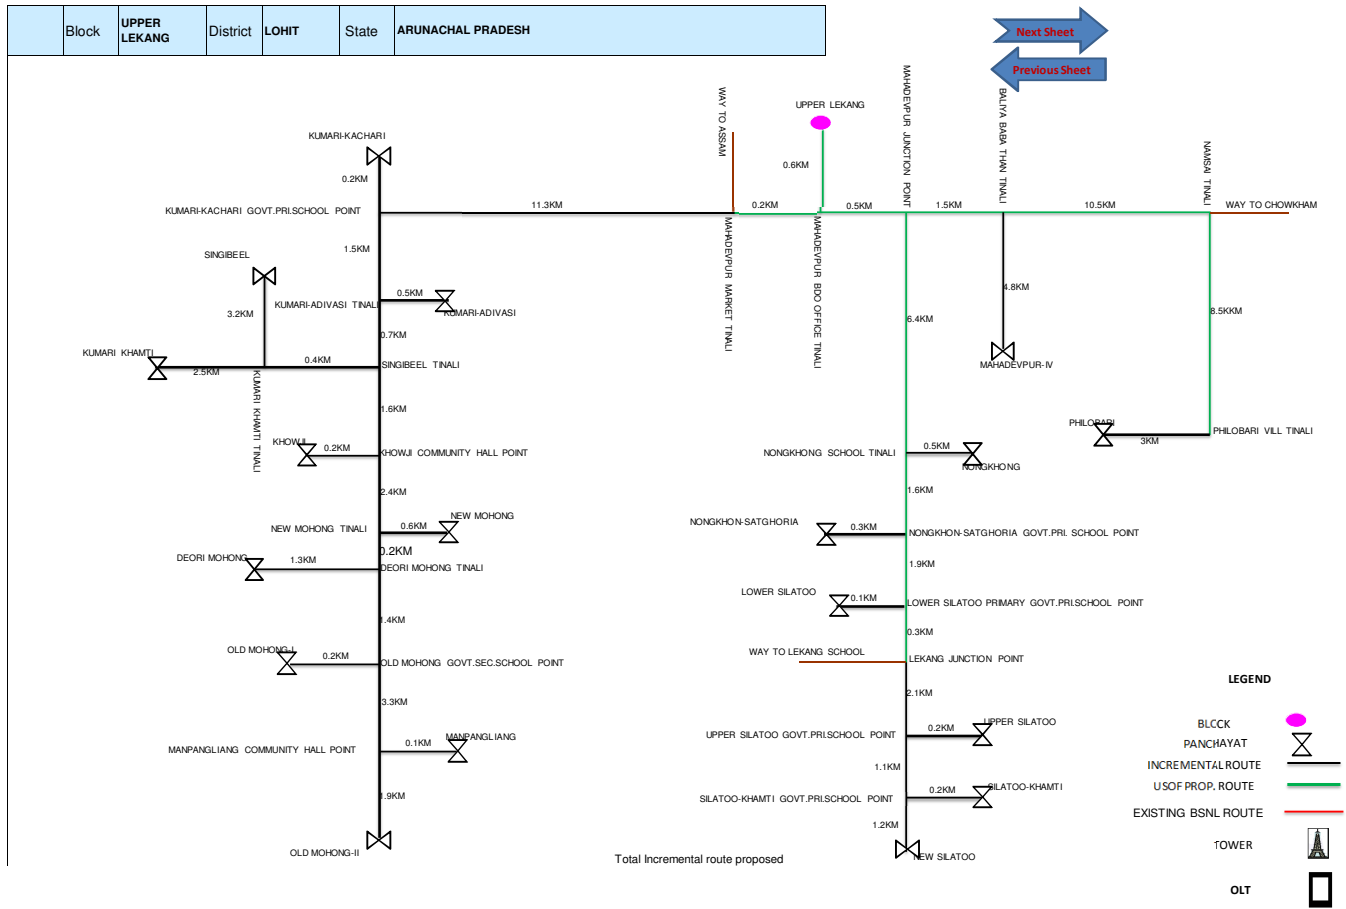 Block
UPPER
LEKANG
District
LOHIT
State
ARUNACHAL PRADESH
Next Sheet
Previous Sheet
WAY TO ASSAM
UPPER LEKANG
MAHADEVPUR JUNCTION POINT
BALIYA BABA THAN TINALI
NAMSAI TINALI
KUMARI-KACHARI
0.2KM
0.6KM
KUMARI-KACHARI GOVT.PRI.SCHOOL POINT
11.3KM
0.2KM
0.5KM
1.5KM
10.5KM
WAY TO CHOWKHAM
MAHADEVPUR MARKET TINALI
MAHADEVPUR BDO OFFICE TINALI
1.5KM
SINGIBEEL
0.5KM
KUMARI-ADIVASI TINALI
KUMARI-ADIVASI
3.2KM
4.8KM
6.4KM
8.5KKM
0.7KM
KUMARI KHAMTI
0.4KM
SINGIBEEL TINALI
2.5KM
KUMARI KHAMTI TINALI
MAHADEVPUR-IV
1.6KM
PHILOBARI
PHILOBARI VILL TINALI
3KM
KHOWJI
0.2KM
KHOWJI COMMUNITY HALL POINT
NONGKHONG SCHOOL TINALI
0.5KM
NONGKHONG
2.4KM
1.6KM
NEW MOHONG
NEW MOHONG TINALI
0.6KM
NONGKHON-SATGHORIA
0.3KM
NONGKHON-SATGHORIA GOVT.PRI. SCHOOL POINT
0.2KM
DEORI MOHONG
1.3KM
DEORI MOHONG TINALI
1.9KM
LOWER SILATOO
0.1KM
LOWER SILATOO PRIMARY GOVT.PRI.SCHOOL POINT
1.4KM
0.3KM
OLD MOHONG-I
0.2KM
OLD MOHONG GOVT.SEC.SCHOOL POINT
WAY TO LEKANG SCHOOL
LEKANG JUNCTION POINT
3.3KM
2.1KM
MANPANGLIANG COMMUNITY HALL POINT
0.1KM
MANPANGLIANG
UPPER SILATOO GOVT.PRI.SCHOOL POINT
0.2KM
UPPER SILATOO
1.1KM
1.9KM
SILATOO-KHAMTI GOVT.PRI.SCHOOL POINT
0.2KM
SILATOO-KHAMTI
1.2KM
OLD MOHONG-II
NEW SILATOO
Total Incremental route proposed
LEGEND
BLCCK
PANCHAYAT
INCREMENTAL ROUTE
USOF PROP. ROUTE
EXISTING BSNL ROUTE
TOWER
OLT